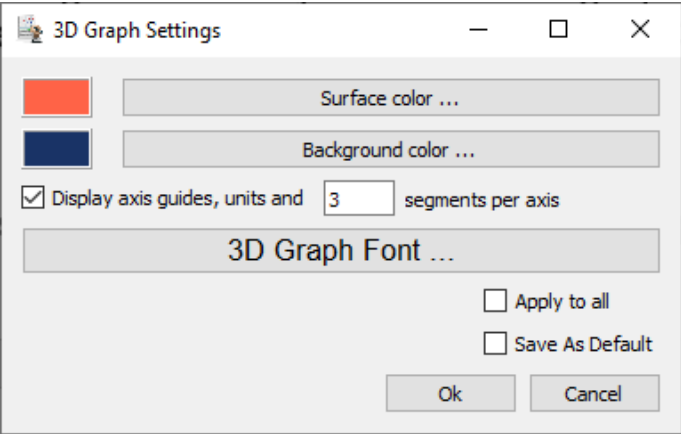 3D Graph Settings
Surface color ...
Background color ...
Display axis guides, units and 3 segments per axis
3D Graph Font ...
Apply to all
Save As Default
Ok Cancel